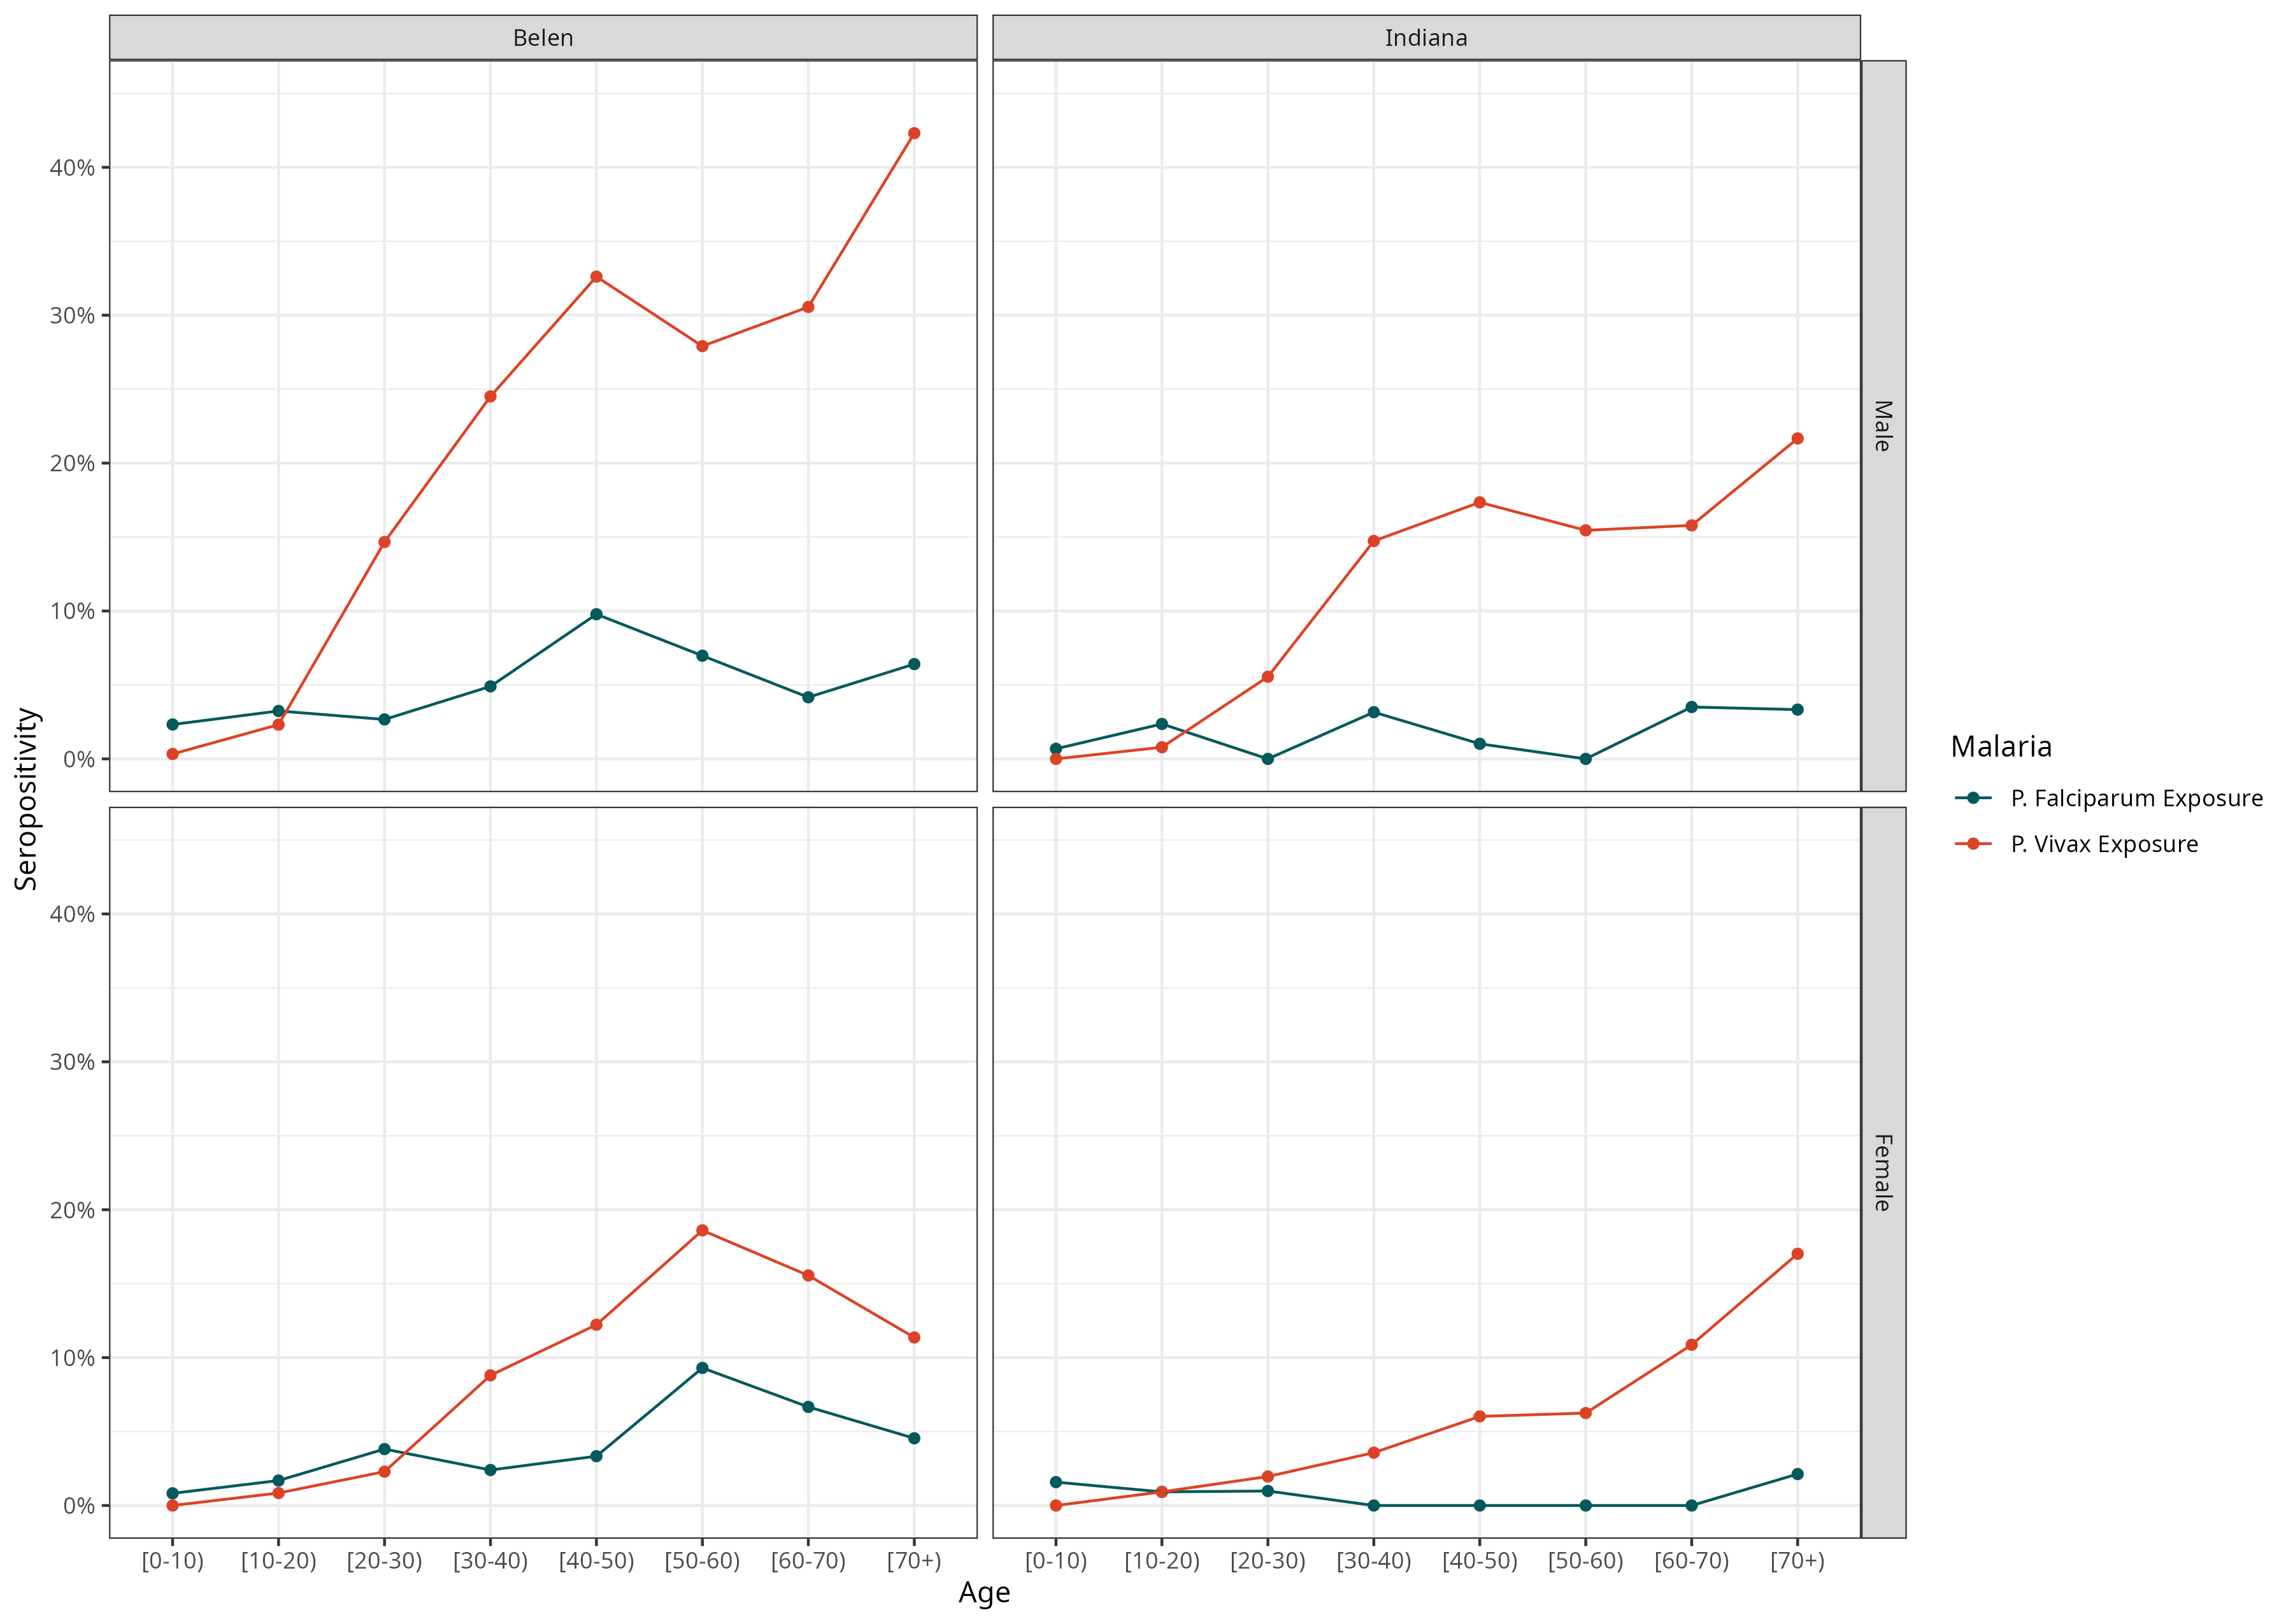 Belen
Indiana
40%
30%
20%
10%
0%
Male
40%
30%
20%
10%
0%
Female
Seropositivity
[0-10) [10-20) [20-30) [30-40) [40-50) [50-60) [60-70) [70+)
[0-10) [10-20) [20-30) [30-40) [40-50) [50-60) [60-70) [70+)
Age
Malaria
P. Falciparum Exposure
P. Vivax Exposure